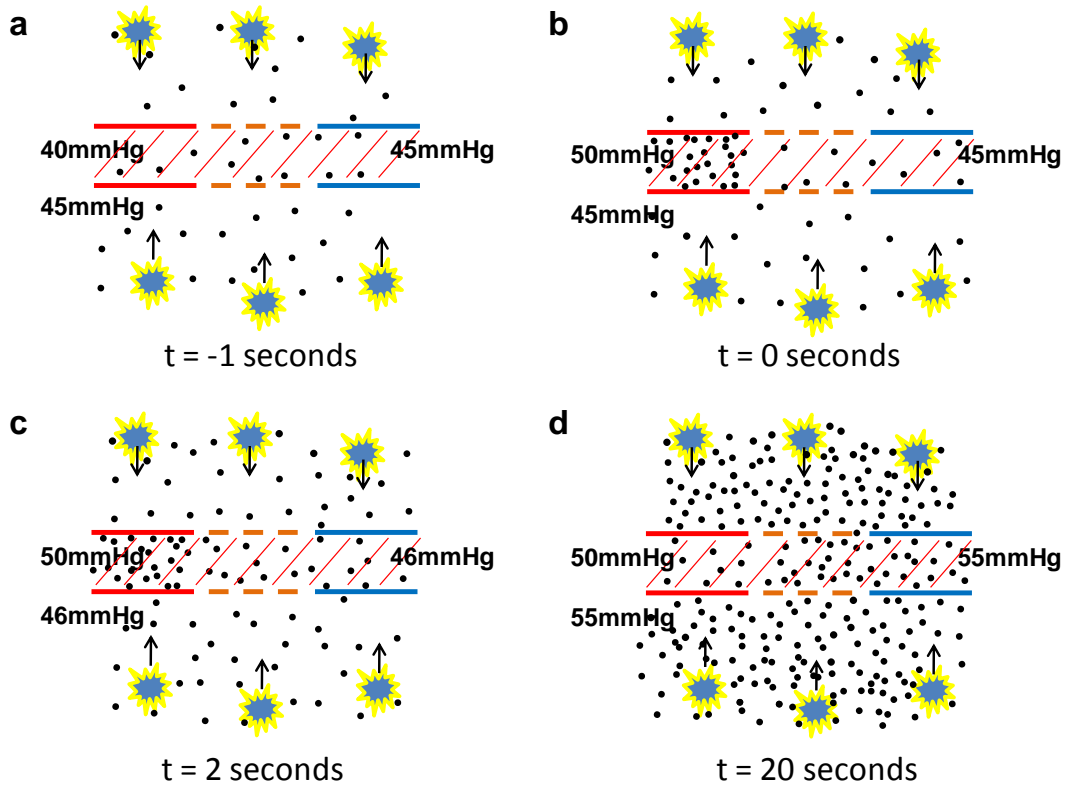 a
40mmHg 45mmHg
45mmHg
t = -1 seconds
b
50mmHg 45mmHg
45mmHg
t = 0 seconds
c
50mmHg 46mmHg
46mmHg
t = 2 seconds
d
50mmHg 55mmHg
55mmHg
t = 20 seconds